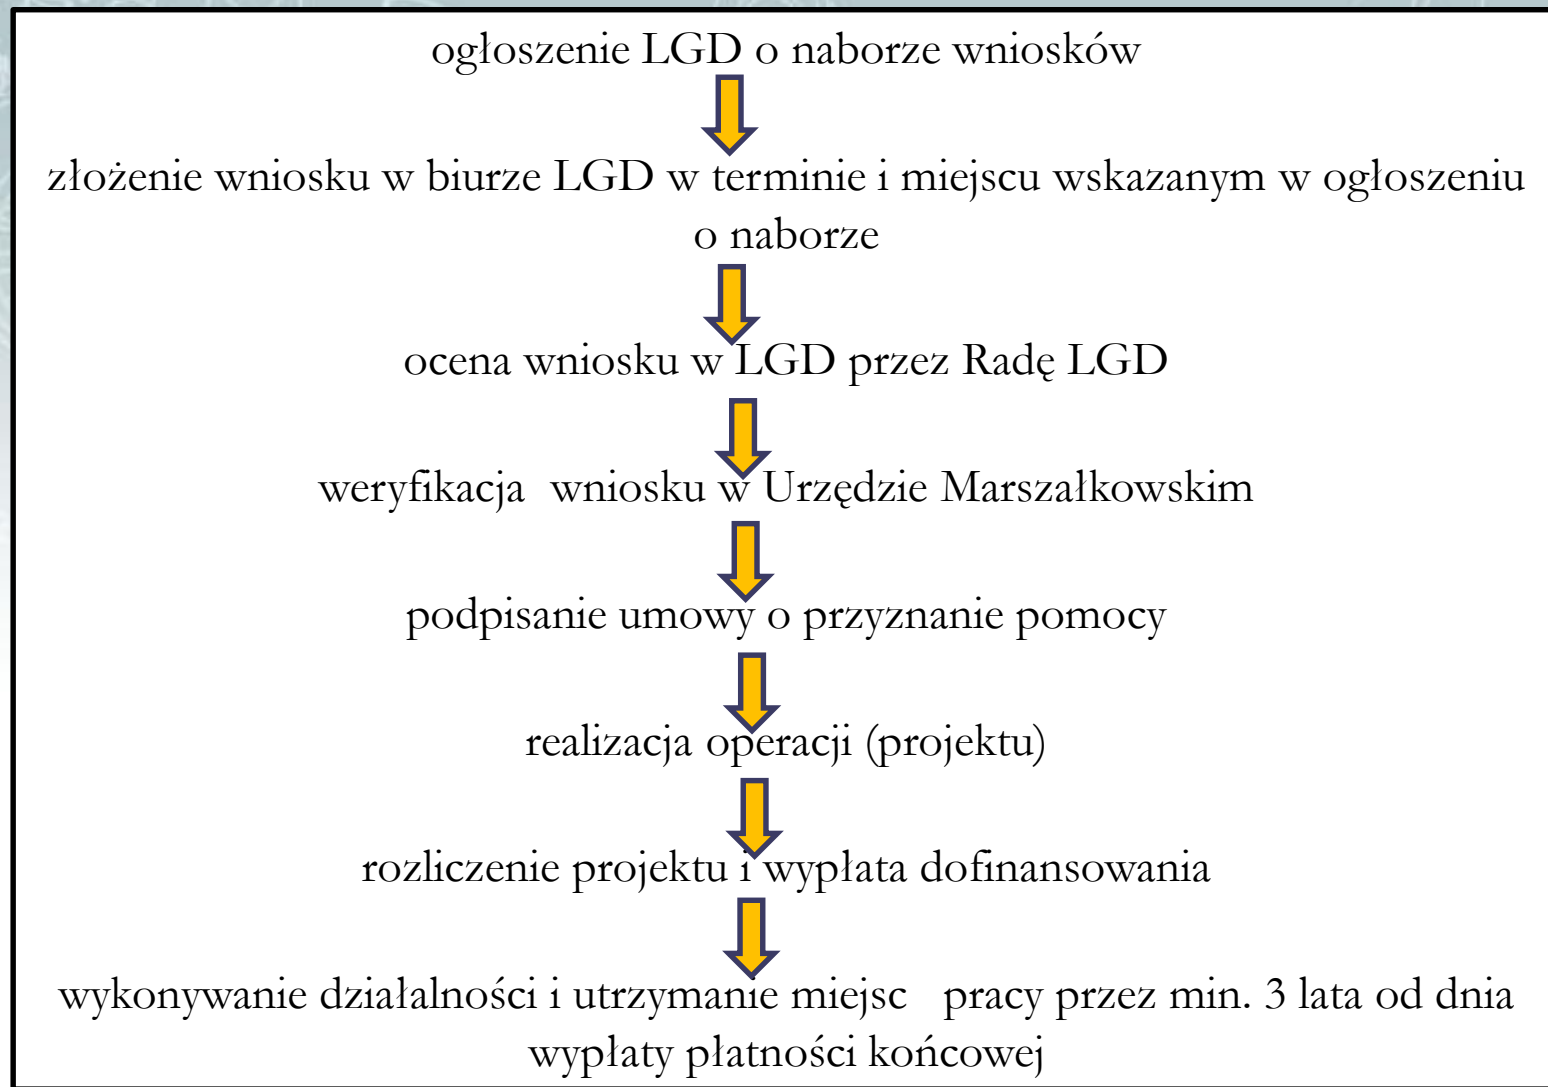 ogłoszenie LGD o naborze wniosków
złożenie wniosku w biurze LGD w terminie i miejscu wskazanym w ogłoszeniu
o naborze
ocena wniosku w LGD przez Radę LGD
weryfikacja wniosku w Urzędzie Marszałkowskim
podpisanie umowy o przyznanie pomocy
realizacja operacji (projektu)
rozliczenie projektu i wypłata dofinansowania
wykonywanie działalności i utrzymanie miejsc pracy przez min. 3 lata od dnia
wypłaty płatności końcowej